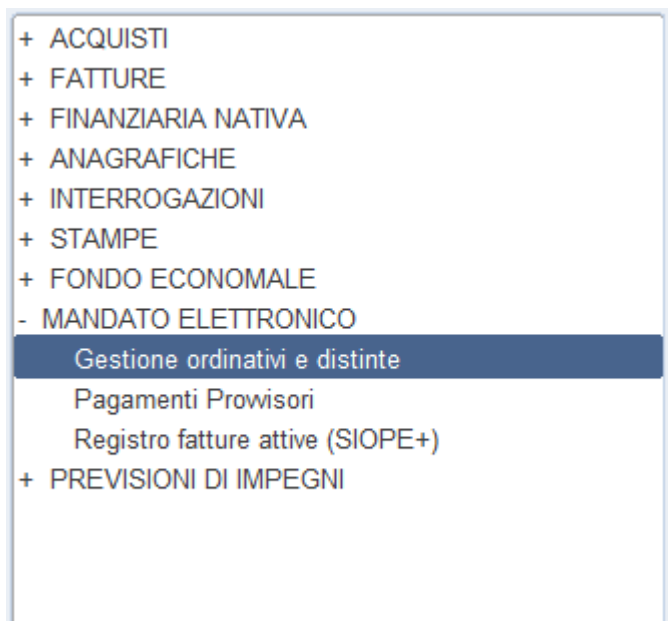 + ACQUISTI
+ FATTURE
+ FINANZIARIA NATIVA
+ ANAGRAFICHE
+ INTERROGAZIONI
+ STAMPE
+ FONDO ECONOMALE
- MANDATO ELETTRONICO
Gestione ordinativi e distinte
Pagamenti Provvisori
Registro fatture attive (SIOPE+)
+ PREVISIONI DI IMPEGNI